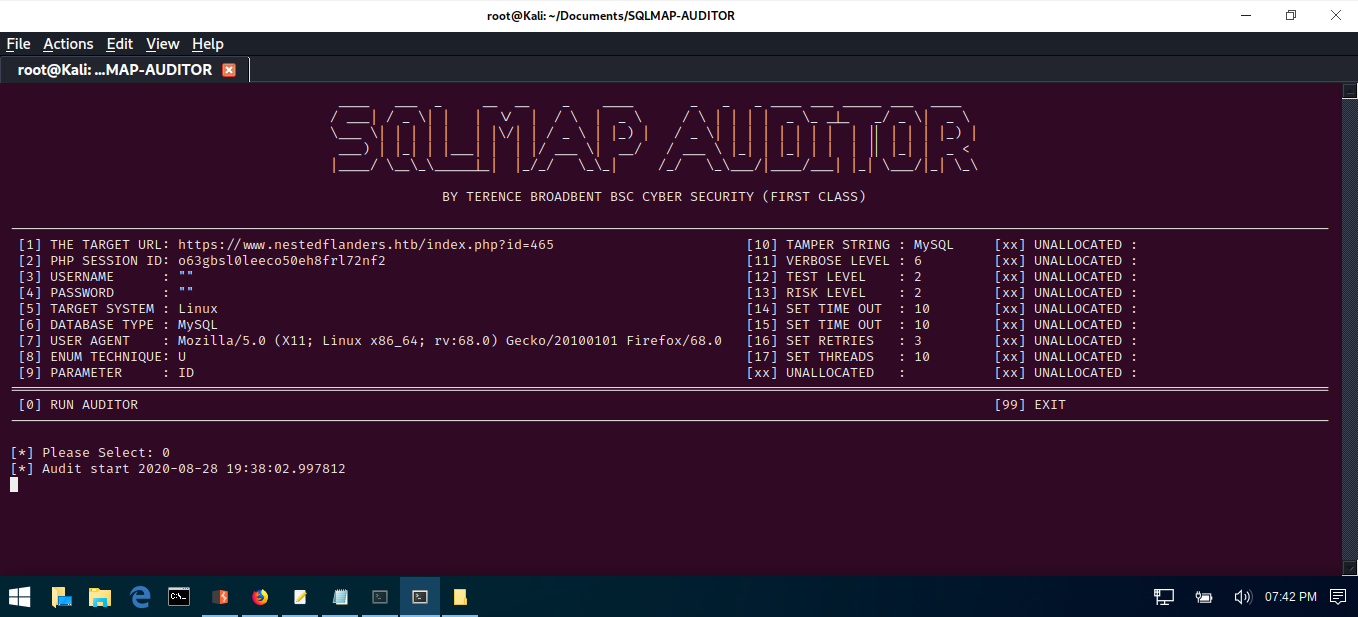 root@Kali: ~/Documents/SQLMAP-AUDITOR
File Actions Edit View Help
root@Kali: ...MAP-AUDITOR
SQLMAP AUDITOR
BY TERENCE BROADBENT BSC CYBER SECURITY (FIRST CLASS)
[1] THE TARGET URL: https://www.nestedflanders.htb/index.php?id=465 [10] TAMPER STRING : MySQL [xx] UNALLOCATED :
[2] PHP SESSION ID: o63gbsl0leeco50eh8frl72nf2 [11] VERBOSE LEVEL : 6 [xx] UNALLOCATED :
[3] USERNAME : "" [12] TEST LEVEL : 2 [xx] UNALLOCATED :
[4] PASSWORD : "" [13] RISK LEVEL : 2 [xx] UNALLOCATED :
[5] TARGET SYSTEM : Linux [14] SET TIME OUT : 10 [xx] UNALLOCATED :
[6] DATABASE TYPE : MySQL [15] SET TIME OUT : 10 [xx] UNALLOCATED :
[7] USER AGENT : Mozilla/5.0 (X11; Linux x86_64; rv:68.0) Gecko/20100101 Firefox/68.0 [16] SET RETRIES : 3 [xx] UNALLOCATED :
[8] ENUM TECHNIQUE: U [17] SET THREADS : 10 [xx] UNALLOCATED :
[9] PARAMETER : ID [xx] UNALLOCATED : [xx] UNALLOCATED :
[0] RUN AUDITOR [99] EXIT
[*] Please Select: 0
[*] Audit start 2020-08-28 19:38:02.997812
07:42 PM